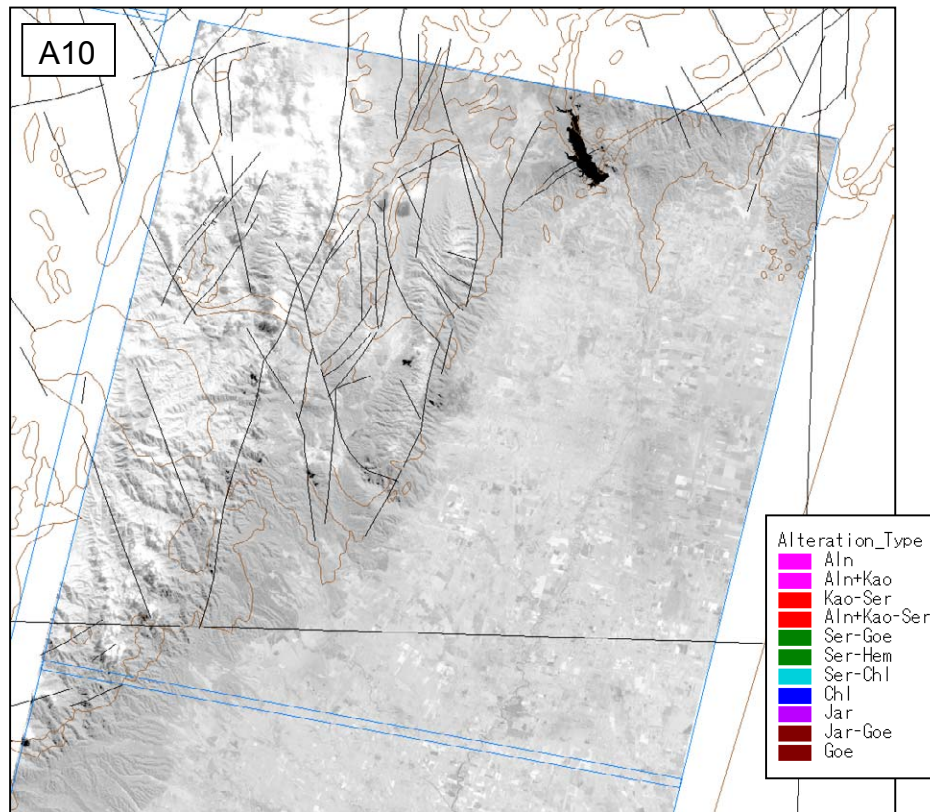 A10
Alteration_Type
Aln
Aln+Kao
Kao-Ser
Aln+Kao-Ser
Ser-Goe
Ser-Hem
Ser-Chl
Chl
Jar
Jar-Goe
Goe